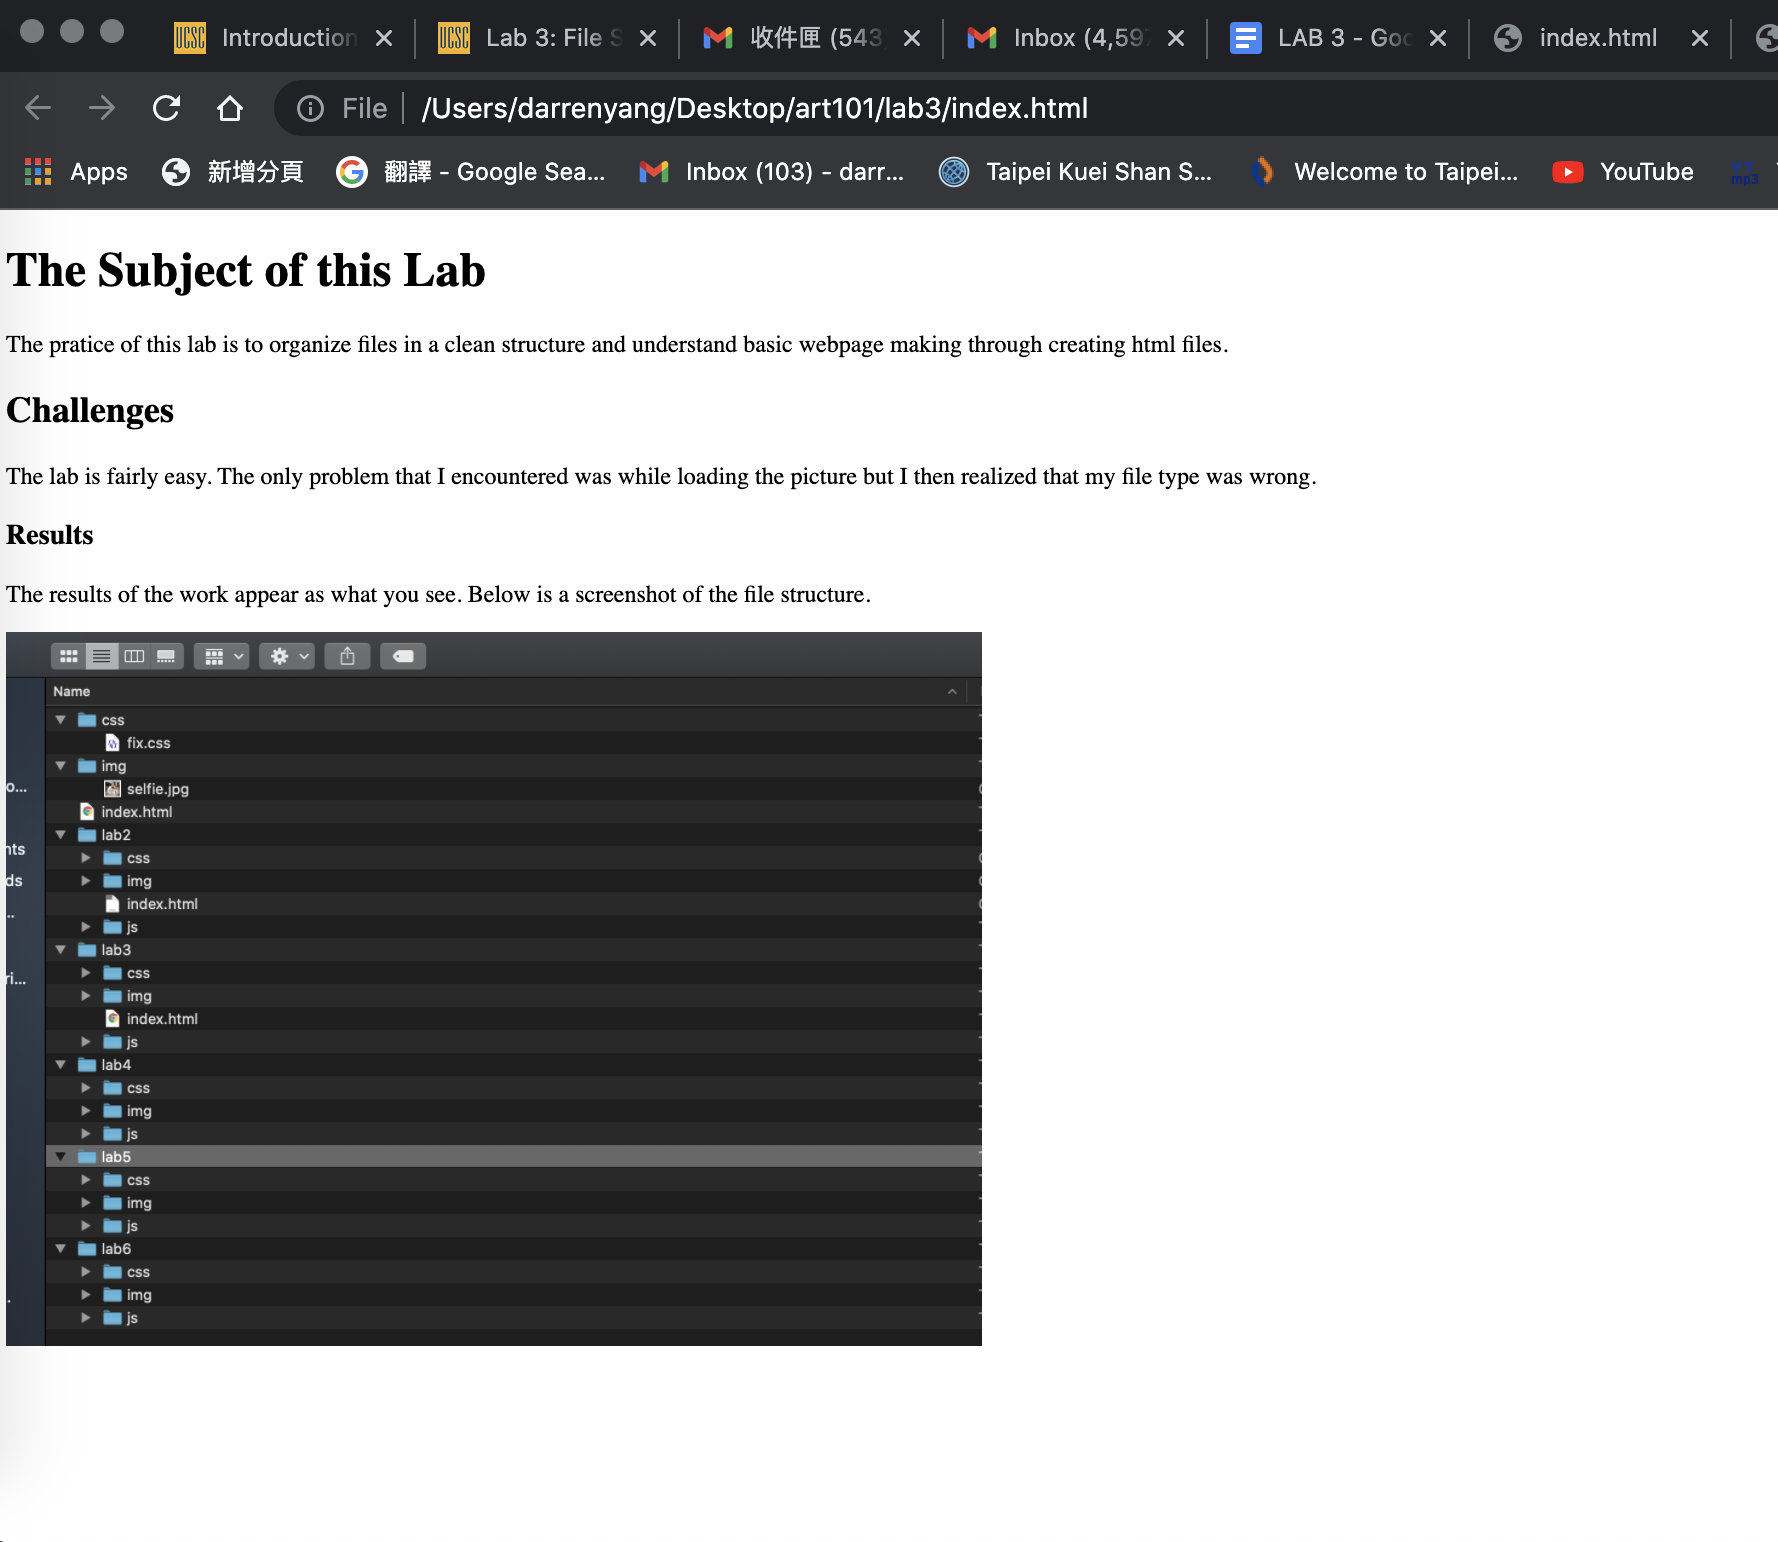 UCSC Introduction
UCSC Lab 3: File S
收件匣 (543
Inbox (4,597
LAB 3 - Goo
index.html
File /Users/darrenyang/Desktop/art101/lab3/index.html
Apps 新增分頁 翻譯 - Google Sea... Inbox (103) - darr... Taipei Kuei Shan S... Welcome to Taipei... YouTube mp3
The Subject of this Lab
The pratice of this lab is to organize files in a clean structure and understand basic webpage making through creating html files.
Challenges
The lab is fairly easy. The only problem that I encountered was while loading the picture but I then realized that my file type was wrong.
Results
The results of the work appear as what you see. Below is a screenshot of the file structure.
Name
css
fix.css
img
o... selfie.jpg
index.html
lab2
nts css
ds img
.. index.html
js
lab3
ri... css
img
index.html
js
lab4
css
img
js
lab5
css
img
js
lab6
css
img
js